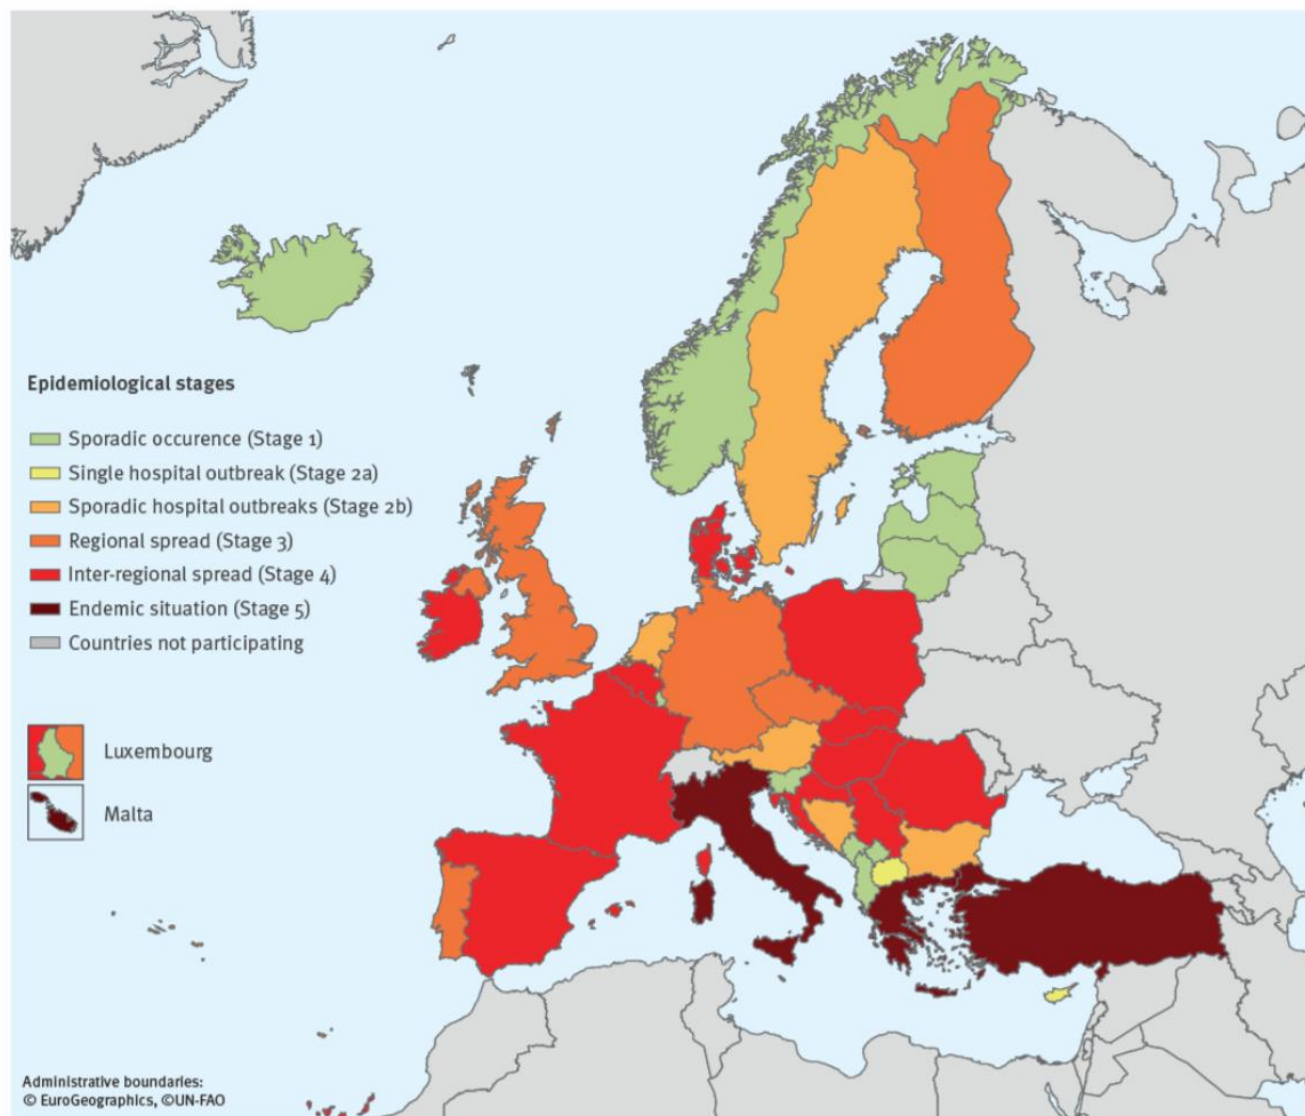 Epidemiological stages
Sporadic occurence (Stage 1)
Single hospital outbreak (Stage 2a)
Sporadic hospital outbreaks (Stage 2b)
Regional spread (Stage 3)
Inter-regional spread (Stage 4)
Endemic situation (Stage 5)
Countries not participating
Luxembourg
Malta
Administrative boundaries:
© EuroGeographics, ©UN-FAO